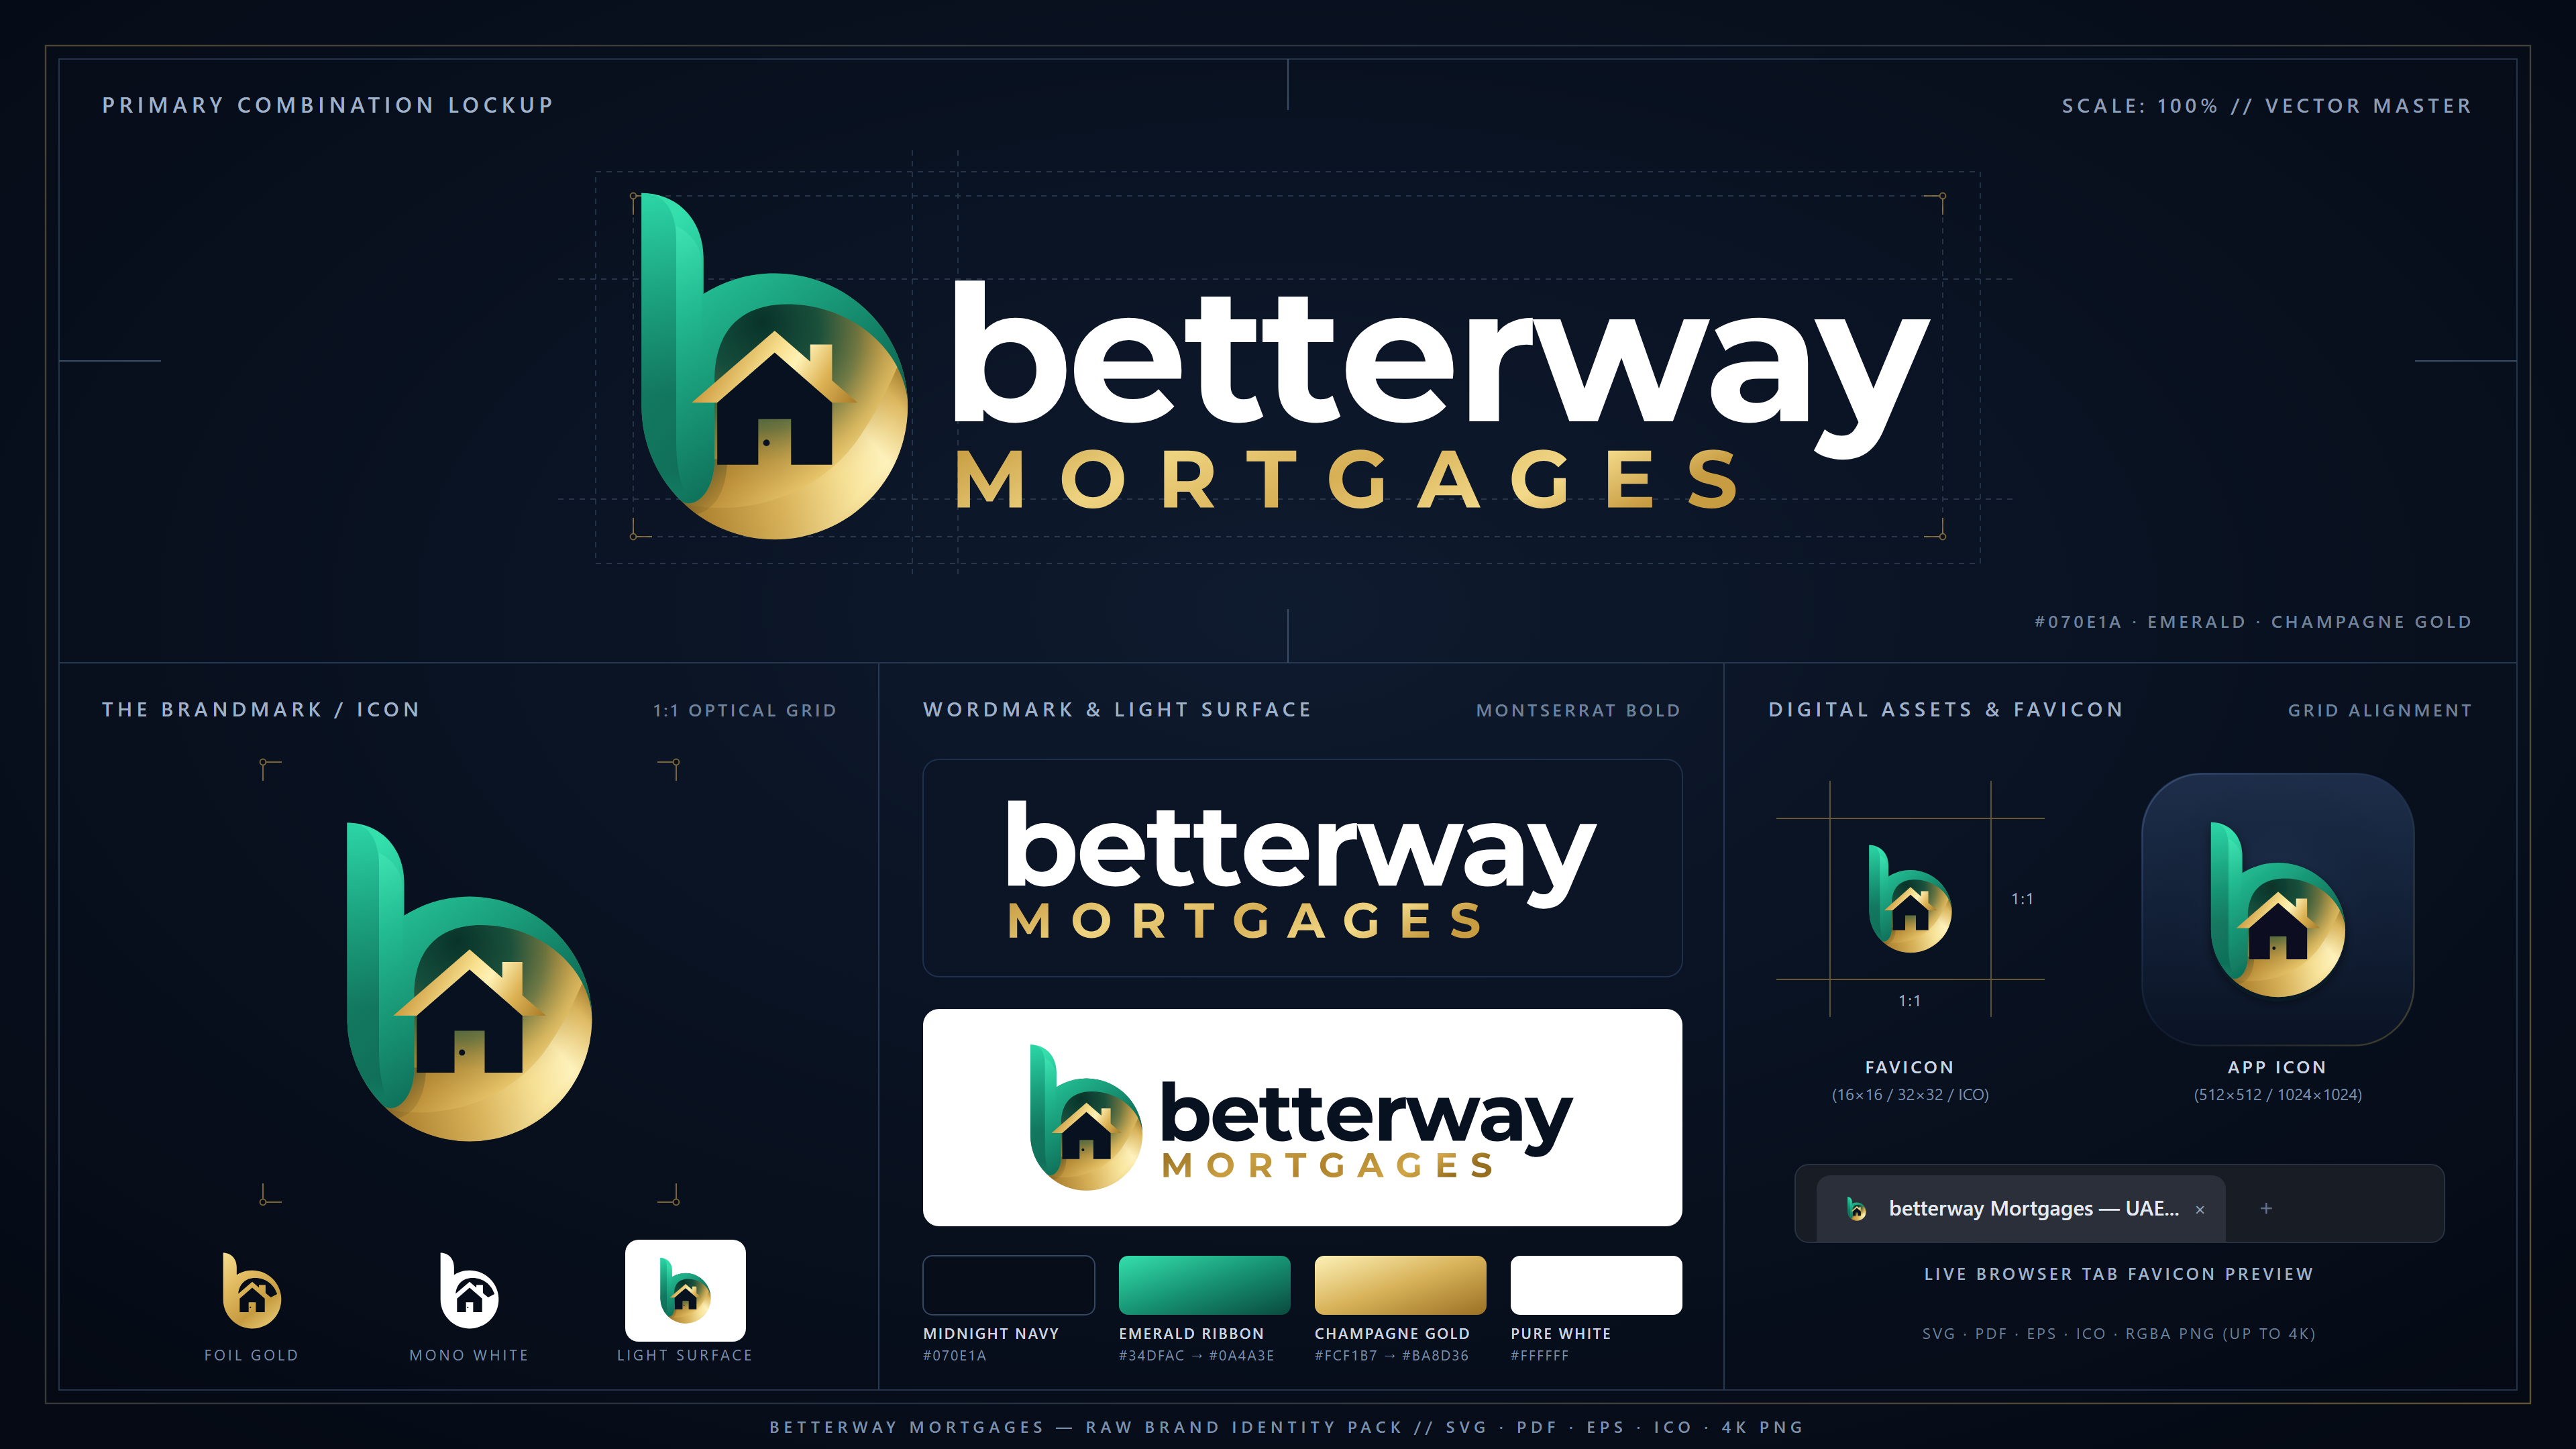 PRIMARY COMBINATION LOCKUP
SCALE: 100% // VECTOR MASTER
betterway
MORTGAGES
#070E1A · EMERALD · CHAMPAGNE GOLD
THE BRANDMARK / ICON
1:1 OPTICAL GRID
FOIL GOLD
MONO WHITE
LIGHT SURFACE
WORDMARK & LIGHT SURFACE
MONTSERRAT BOLD
betterway
MORTGAGES
betterway
MORTGAGES
MIDNIGHT NAVY
#070E1A
EMERALD RIBBON
#34DFAC → #0A4A3E
CHAMPAGNE GOLD
#FCF1B7 → #BA8D36
PURE WHITE
#FFFFFF
DIGITAL ASSETS & FAVICON
GRID ALIGNMENT
1:1
1:1
FAVICON
(16×16 / 32×32 / ICO)
APP ICON
(512×512 / 1024×1024)
betterway Mortgages — UAE... × +
LIVE BROWSER TAB FAVICON PREVIEW
SVG · PDF · EPS · ICO · RGBA PNG (UP TO 4K)
BETTERWAY MORTGAGES — RAW BRAND IDENTITY PACK // SVG · PDF · EPS · ICO · 4K PNG